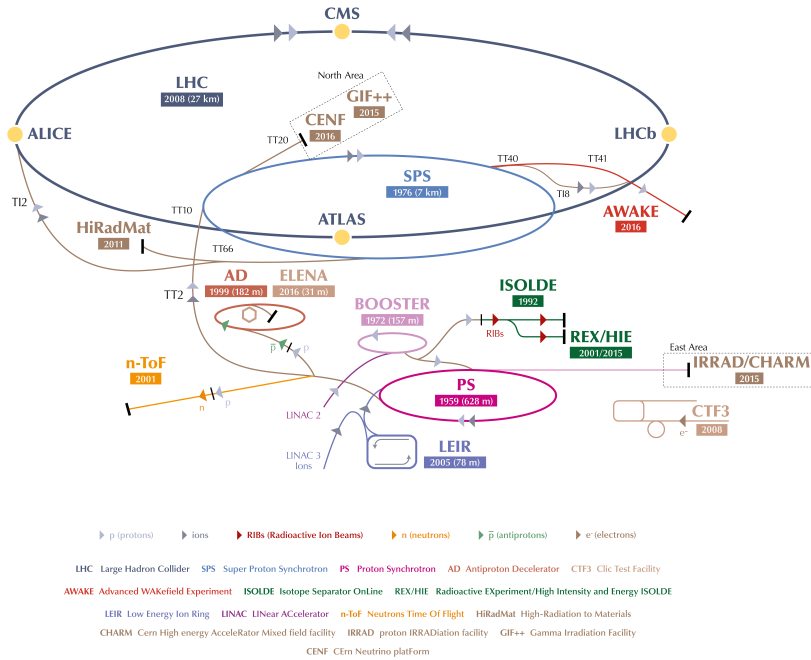 CMS
LHC
2008 (27 km)
North Area
GIF++
2015
CENF
2016
ALICE
LHCb
TT20
TT40
TT41
SPS
1976 (7 km)
TI2
TI8
TT10
ATLAS
AWAKE
2016
HiRadMat
2011
TT66
AD
1999 (182 m)
ELENA
2016 (31 m)
TT2
BOOSTER
1972 (157 m)
ISOLDE
1992
RIBs
REX/HIE
2001/2015
p̅
p
East Area
IRRAD/CHARM
2015
n-ToF
2001
n
p
PS
1959 (628 m)
LINAC 2
CTF3
2008
e-
LINAC 3
Ions
LEIR
2005 (78 m)
p (protons)
ions
RIBs (Radioactive Ion Beams)
n (neutrons)
p̅ (antiprotons)
e- (electrons)
LHC Large Hadron Collider SPS Super Proton Synchrotron PS Proton Synchrotron AD Antiproton Decelerator CTF3 Clic Test Facility
AWAKE Advanced WAKefield Experiment ISOLDE Isotope Separator OnLine REX/HIE Radioactive EXperiment/High Intensity and Energy ISOLDE
LEIR Low Energy Ion Ring LINAC LINear ACcelerator n-ToF Neutrons Time Of Flight HiRadMat High-Radiation to Materials
CHARM Cern High energy AcceleRator Mixed field facility IRRAD proton IRRADiation facility GIF++ Gamma Irradiation Facility
CENF CErn Neutrino platForm